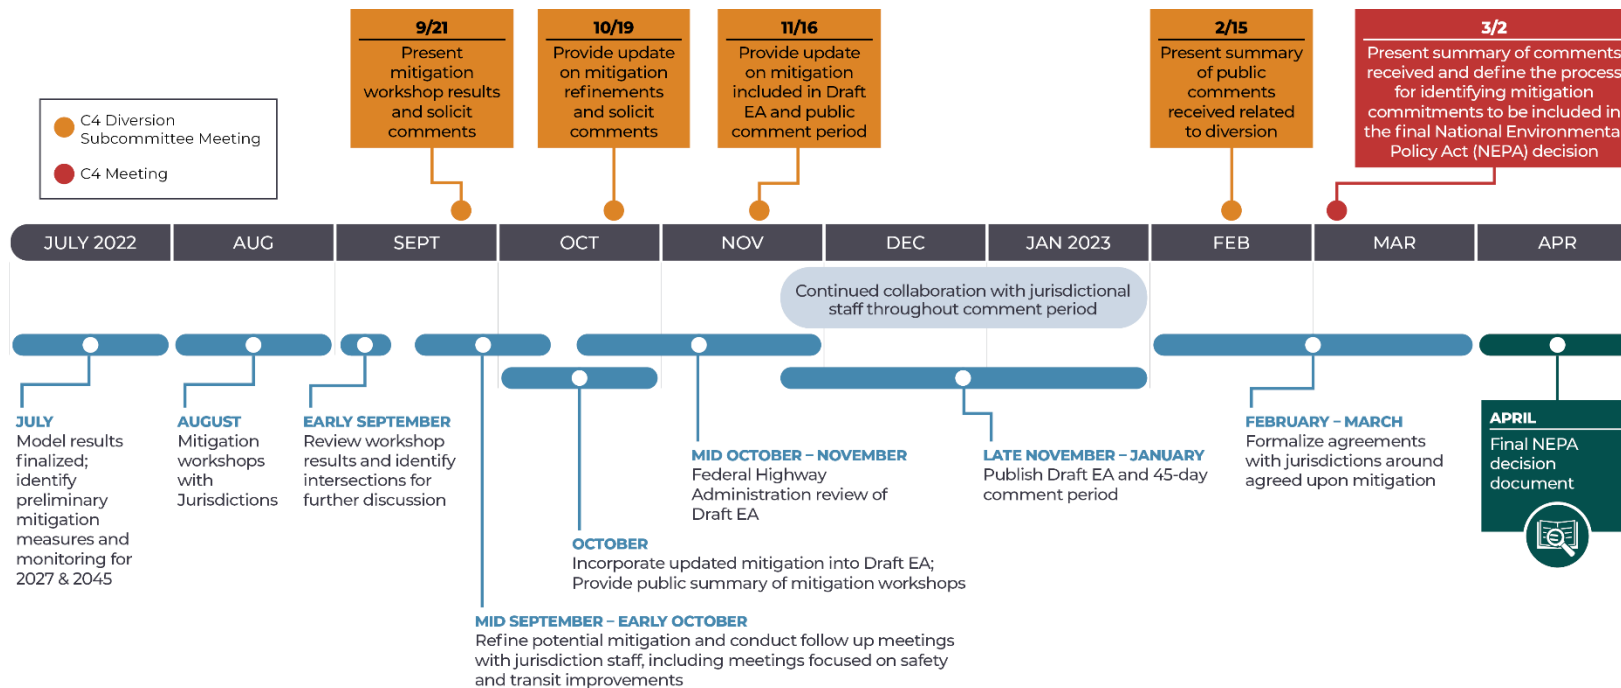 9/21
Present
mitigation
workshop results
and solicit
comments
10/19
Provide update
on mitigation
refinements
and solicit
comments
11/16
Provide update
on mitigation
included in Draft
EA and public
comment period
2/15
Present summary
of public
comments
received related
to diversion
3/2
Present summary of comments
received and define the process
for identifying mitigation
commitments to be included in
the final National Environmental
Policy Act (NEPA) decision
C4 Diversion
Subcommittee Meeting
C4 Meeting
JULY 2022
AUG
SEPT
OCT
NOV
DEC
JAN 2023
FEB
MAR
APR
Continued collaboration with jurisdictional
staff throughout comment period
JULY
Model results
finalized;
identify
preliminary
mitigation
measures and
monitoring for
2027 & 2045
AUGUST
Mitigation
workshops
with
Jurisdictions
EARLY SEPTEMBER
Review workshop
results and identify
intersections for
further discussion
MID SEPTEMBER – EARLY OCTOBER
Refine potential mitigation and conduct follow up meetings
with jurisdiction staff, including meetings focused on safety
and transit improvements
OCTOBER
Incorporate updated mitigation into Draft EA;
Provide public summary of mitigation workshops
MID OCTOBER – NOVEMBER
Federal Highway
Administration review of
Draft EA
LATE NOVEMBER – JANUARY
Publish Draft EA and 45-day
comment period
FEBRUARY – MARCH
Formalize agreements
with jurisdictions around
agreed upon mitigation
APRIL
Final NEPA
decision
document